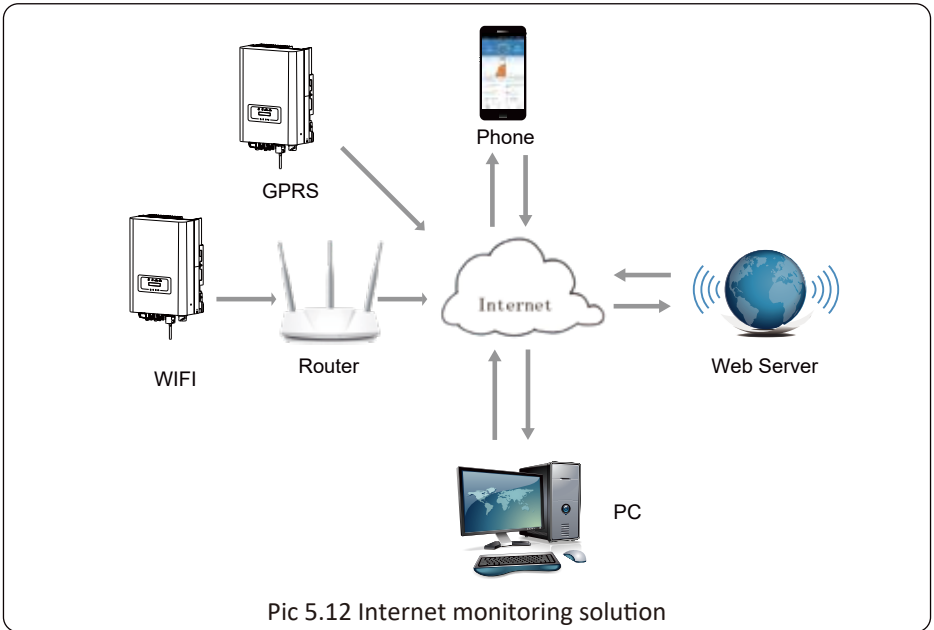 Phone
GPRS
Internet
WIFI
Router
Web Server
PC
Pic 5.12 Internet monitoring solution